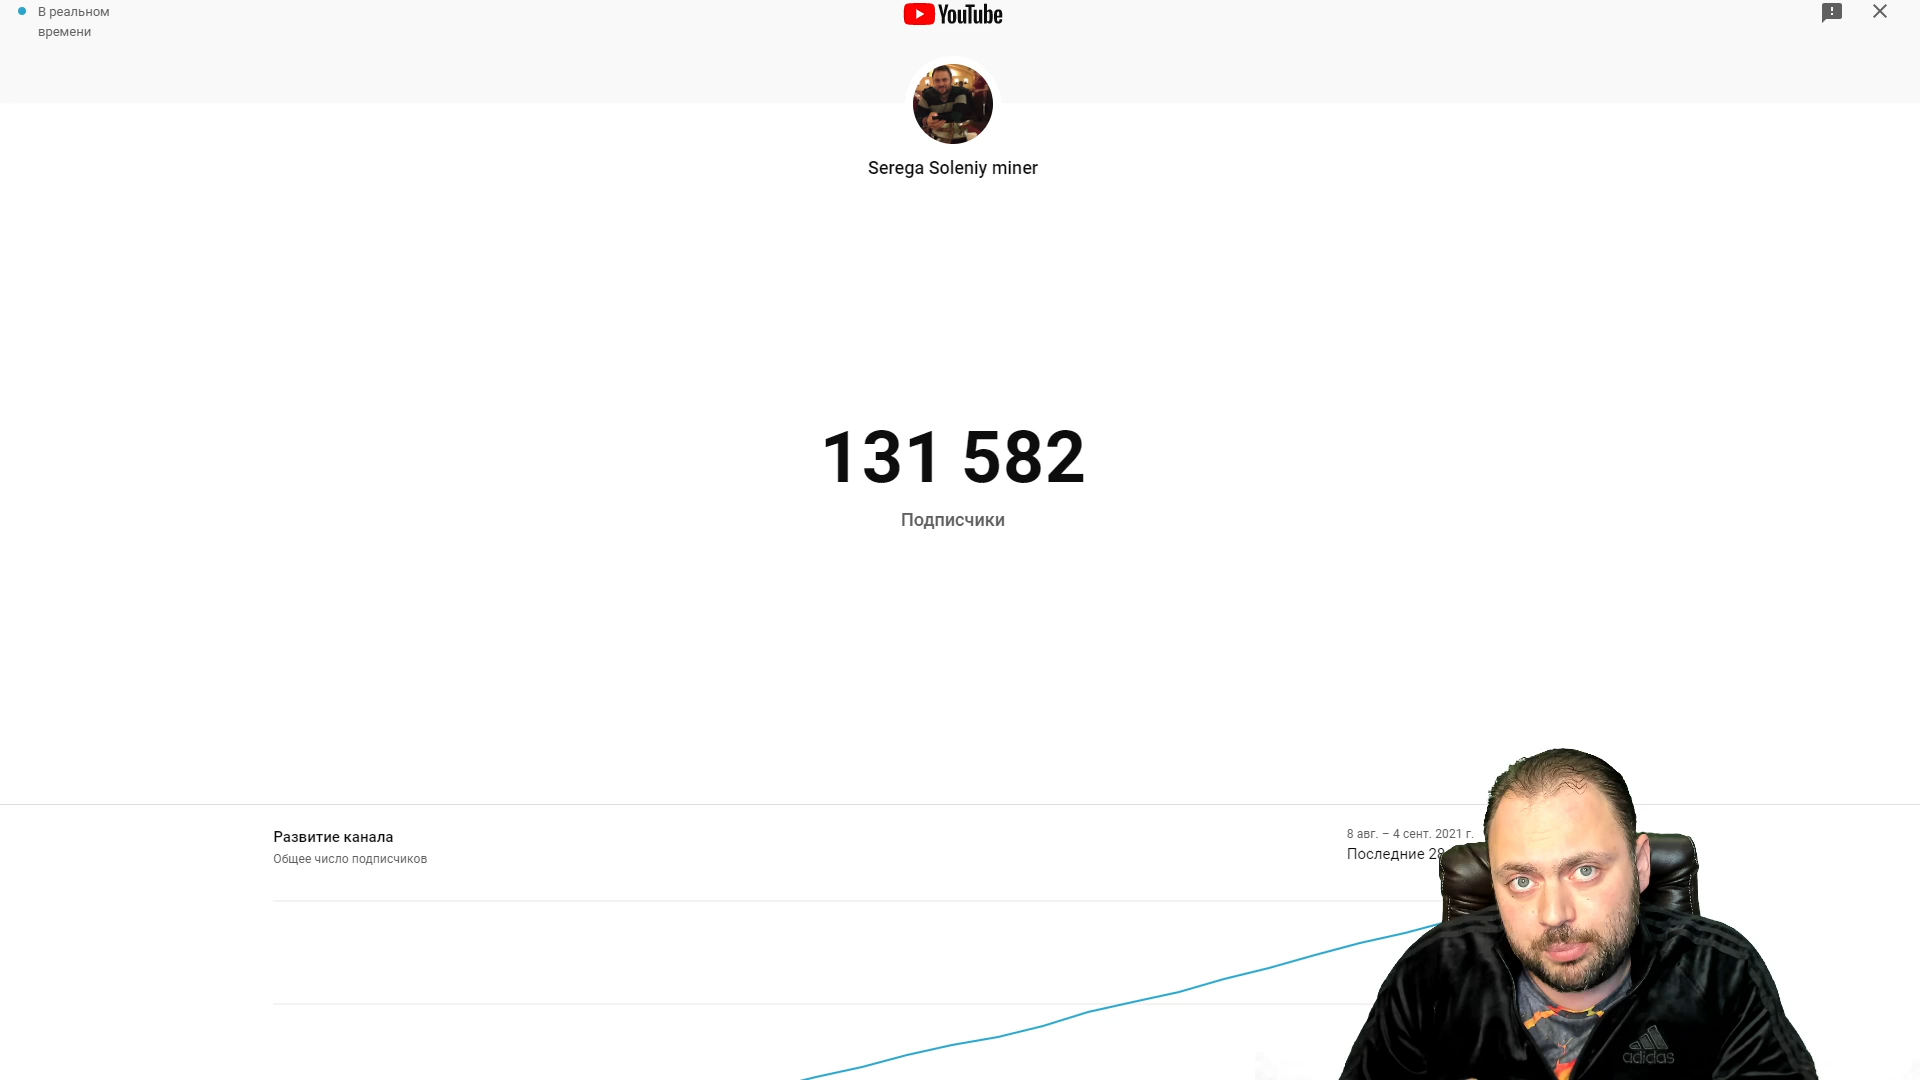 В реальном
времени
YouTube
Serega Soleniy miner
131 582
Подписчики
Развитие канала
Общее число подписчиков
8 авг. – 4 сент. 2021 г.
Последние 28
adidas